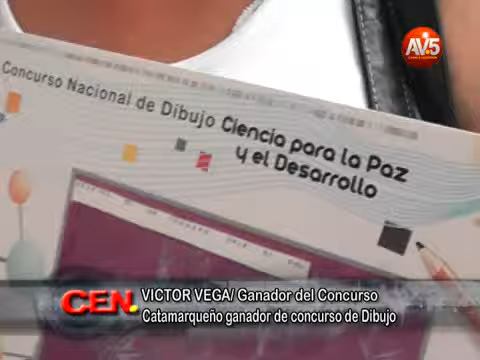 AV5
Concurso Nacional de Dibujo Ciencia para la Paz
y el Desarrollo
CEN.
VICTOR VEGA/ Ganador del Concurso
Catamarqueño ganador de concurso de Dibujo